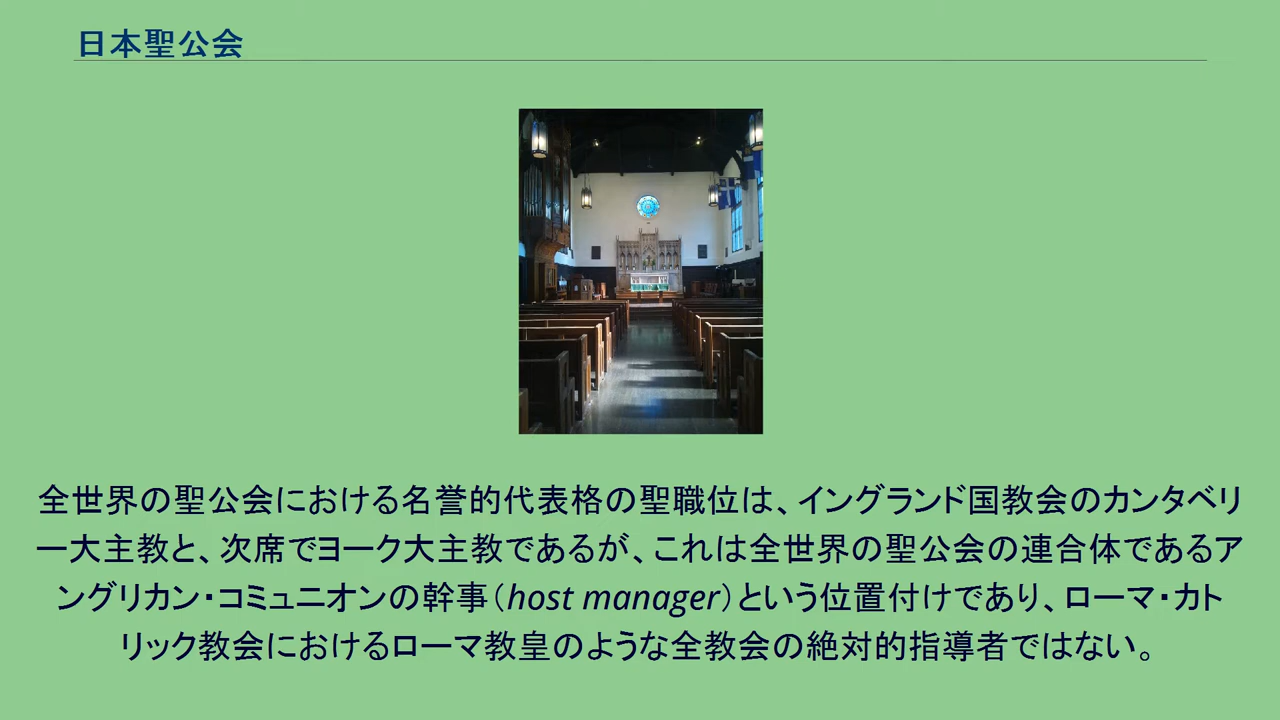 日本聖公会
全世界の聖公会における名誉的代表格の聖職位は、イングランド国教会のカンタベリ
ー大主教と、次席でヨーク大主教であるが、これは全世界の聖公会の連合体であるア
ングリカン・コミュニオンの幹事（host manager）という位置付けであり、ローマ・カト
リック教会におけるローマ教皇のような全教会の絶対的指導者ではない。